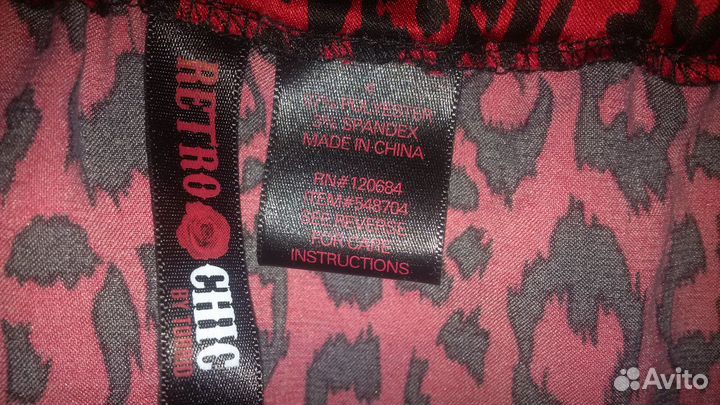 RETRO CHIC
BY TORRID
97% POLYESTER
3% SPANDEX
MADE IN CHINA
RN#120684
ITEM#548704
SEE REVERSE
FOR CARE
INSTRUCTIONS
Avito